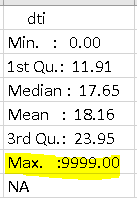 dti
Min. : 0.00
1st Qu.: 11.91
Median : 17.65
Mean : 18.16
3rd Qu.: 23.95
Max. :9999.00
NA